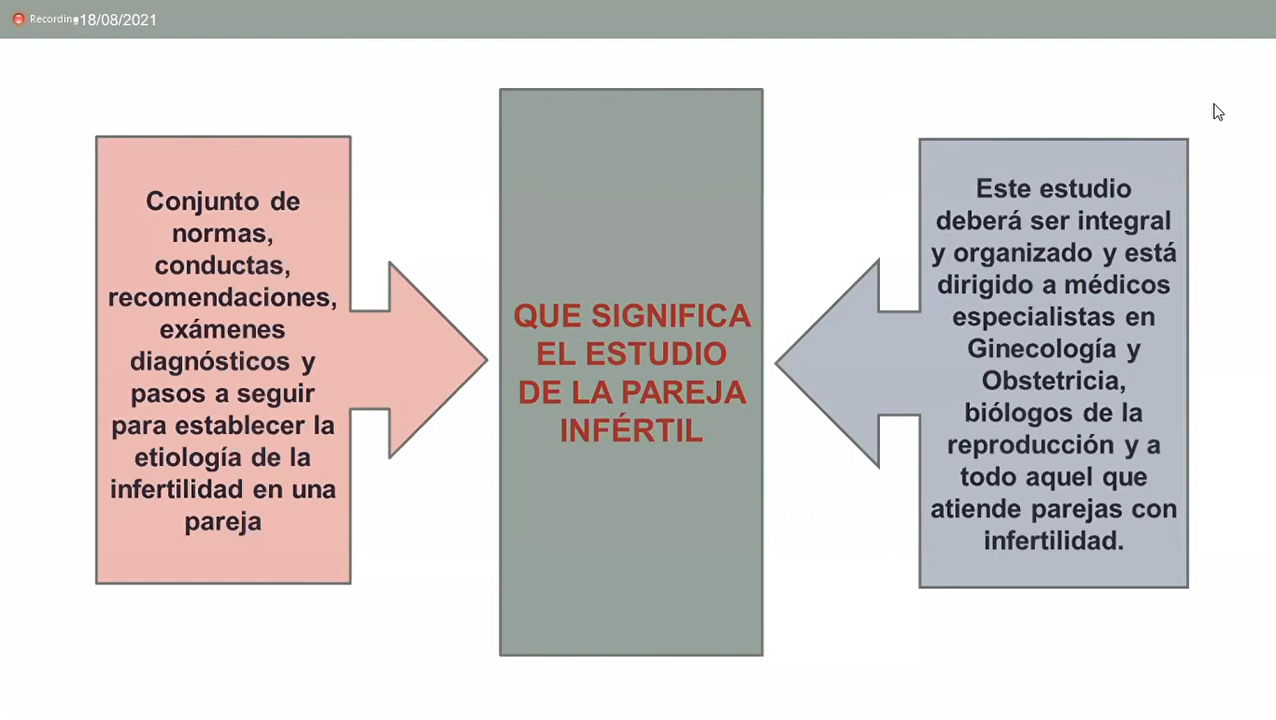 Recording
18/08/2021
Conjunto de
normas,
conductas,
recomendaciones,
exámenes
diagnósticos y
pasos a seguir
para establecer la
etiología de la
infertilidad en una
pareja
QUE SIGNIFICA
EL ESTUDIO
DE LA PAREJA
INFÉRTIL
Este estudio
deberá ser integral
y organizado y está
dirigido a médicos
especialistas en
Ginecología y
Obstetricia,
biólogos de la
reproducción y a
todo aquel que
atiende parejas con
infertilidad.